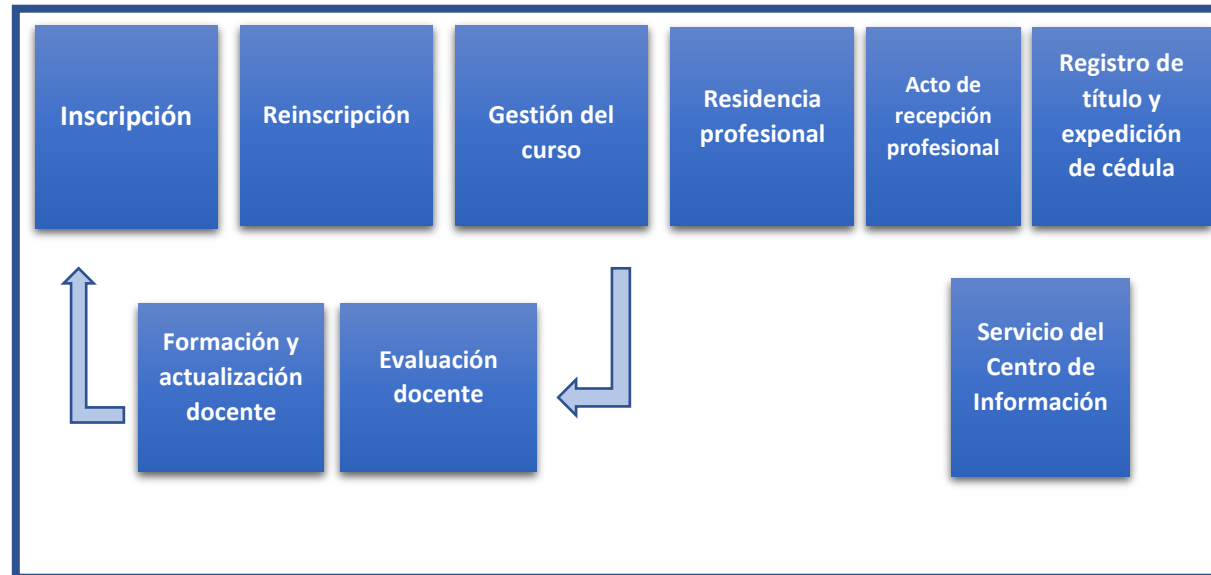 Inscripción
Reinscripción
Gestión del
curso
Residencia
profesional
Acto de
recepción
profesional
Registro de
título y
expedición
de cédula
Formación y
actualización
docente
Evaluación
docente
Servicio del
Centro de
Información